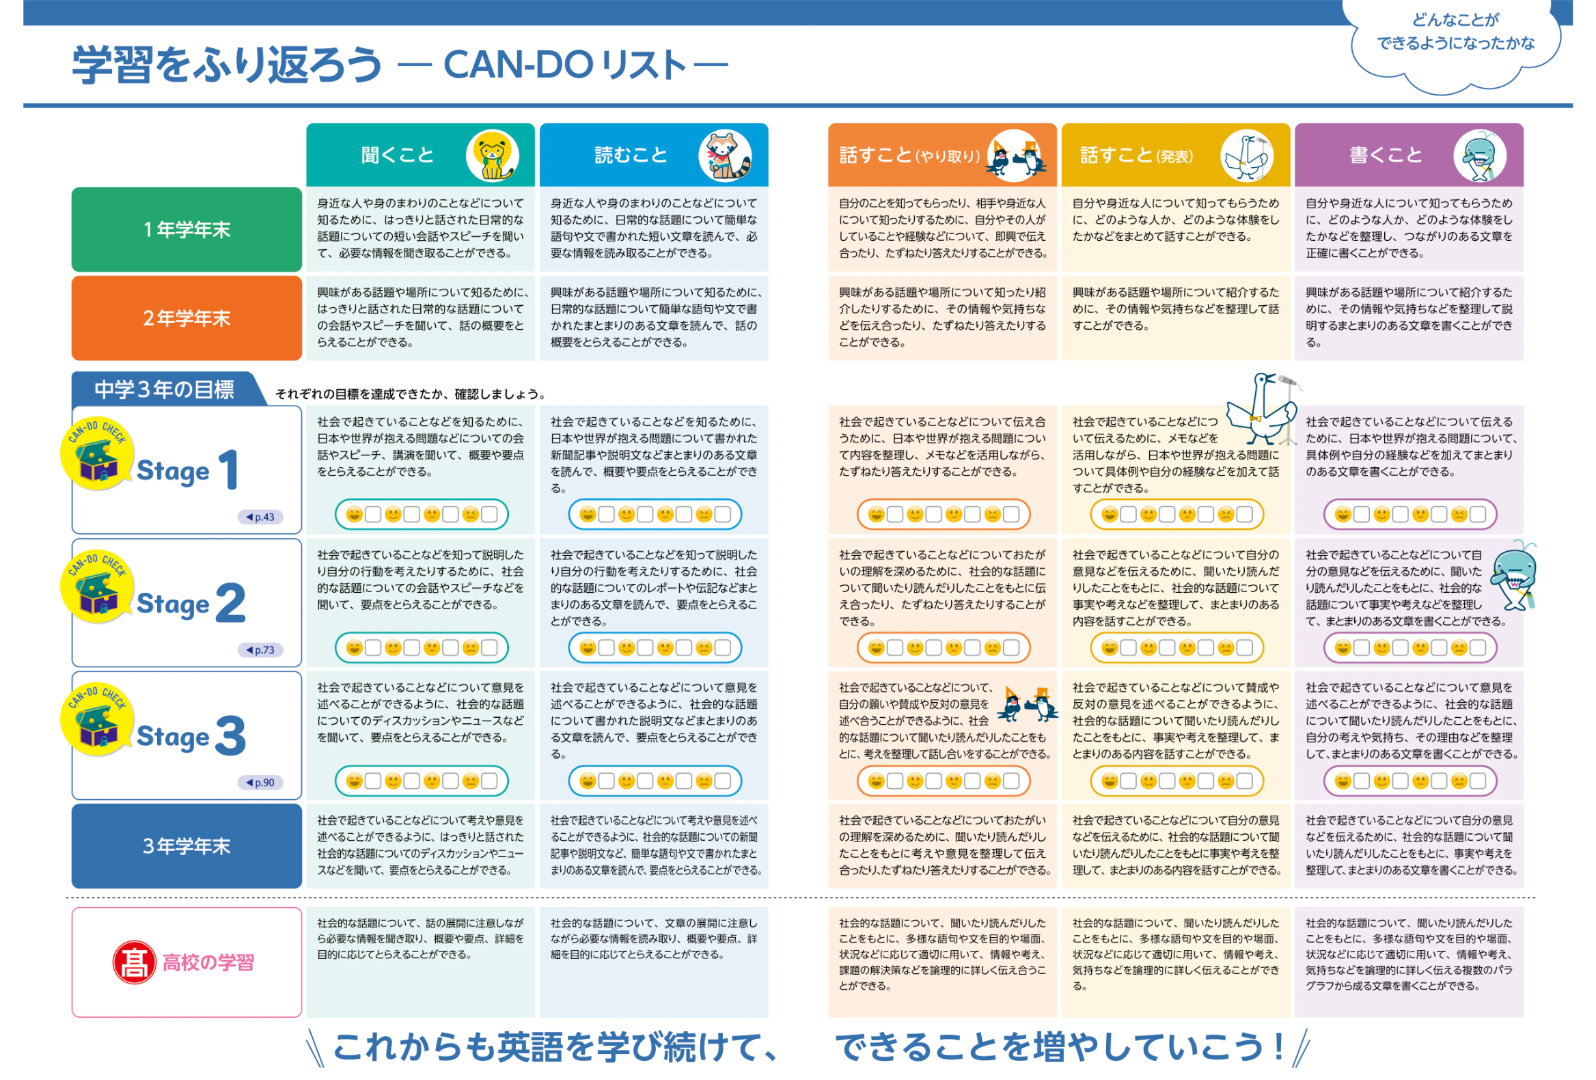 どんなことが
できるようになったかな
学習をふり返ろう ― CAN-DO リスト ―
聞くこと
読むこと
話すこと(やり取り)
話すこと(発表)
書くこと
1年学年末
身近な人や身のまわりのことなどについて
知るために、はっきりと話された日常的な
話題についての短い会話やスピーチを聞い
て、必要な情報を聞き取ることができる。
身近な人や身のまわりのことなどについて
知るために、日常的な話題について簡単な
語句や文で書かれた短い文章を読んで、必
要な情報を読み取ることができる。
自分のことを知ってもらったり、相手や身近な人
について知ったりするために、自分やその人が
していることや経験などについて、即興で伝え
合ったり、たずねたり答えたりすることができる。
自分や身近な人について知ってもらうため
に、どのような人か、どのような体験をし
たかなどをまとめて話すことができる。
自分や身近な人について知ってもらうため
に、どのような人か、どのような体験をし
たかなどを整理し、つながりのある文章を
正確に書くことができる。
2年学年末
興味がある話題や場所について知るために、
はっきりと話された日常的な話題について
の会話やスピーチを聞いて、話の概要をと
らえることができる。
興味がある話題や場所について知るために、
日常的な話題について簡単な語句や文で書
かれたまとまりのある文章を読んで、話の
概要をとらえることができる。
興味がある話題や場所について知ったり紹
介したりするために、その情報や気持ちな
どを伝え合ったり、たずねたり答えたりする
ことができる。
興味がある話題や場所について紹介するた
めに、その情報や気持ちなどを整理して話
すことができる。
興味がある話題や場所について紹介するた
めに、その情報や気持ちなどを整理して説
明するまとまりのある文章を書くことができ
る。
中学3年の目標
それぞれの目標を達成できたか、確認しましょう。
CAN-DO CHECK
Stage 1
◀p.43
社会で起きていることなどを知るために、
日本や世界が抱える問題などについての会
話やスピーチ、講演を聞いて、概要や要点
をとらえることができる。
社会で起きていることなどを知るために、
日本や世界が抱える問題について書かれた
新聞記事や説明文などまとまりのある文章
を読んで、概要や要点をとらえることができ
る。
社会で起きていることなどについて伝え合
うために、日本や世界が抱える問題につい
て内容を整理し、メモなどを活用しながら、
たずねたり答えたりすることができる。
社会で起きていることなどにつ
いて伝えるために、メモなどを
活用しながら、日本や世界が抱える問題に
ついて具体例や自分の経験などを加えて話
すことができる。
社会で起きていることなどについて伝える
ために、日本や世界が抱える問題について、
具体例や自分の経験などを加えてまとまり
のある文章を書くことができる。
CAN-DO CHECK
Stage 2
◀p.73
社会で起きていることなどを知って説明した
り自分の行動を考えたりするために、社会
的な話題についての会話やスピーチなどを
聞いて、要点をとらえることができる。
社会で起きていることなどを知って説明し
たり自分の行動を考えたりするために、社会
的な話題についてのレポートや伝記などまと
まりのある文章を読んで、要点をとらえるこ
とができる。
社会で起きていることなどについておたが
いの理解を深めるために、社会的な話題に
ついて聞いたり読んだりしたことをもとに伝
え合ったり、たずねたり答えたりすることが
できる。
社会で起きていることなどについて自分の
意見などを伝えるために、聞いたり読んだ
りしたことをもとに、社会的な話題について
事実や考えなどを整理して、まとまりのある
内容を話すことができる。
社会で起きていることなどについて自
分の意見などを伝えるために、聞いた
り読んだりしたことをもとに、社会的な
話題について事実や考えなどを整理し
て、まとまりのある文章を書くことができる。
CAN-DO CHECK
Stage 3
◀p.90
社会で起きていることなどについて意見を
述べることができるように、社会的な話題
についてのディスカッションやニュースなど
を聞いて、要点をとらえることができる。
社会で起きていることなどについて意見を
述べることができるように、社会的な話題
について書かれた説明文などまとまりのあ
る文章を読んで、要点をとらえることができ
る。
社会で起きていることなどについて、
自分の願いや賛成や反対の意見を
述べ合うことができるように、社会
的な話題について聞いたり読んだりしたことをも
とに、考えを整理して話し合いをすることができる。
社会で起きていることなどについて賛成や
反対の意見を述べることができるように、
社会的な話題について聞いたり読んだりし
たことをもとに、事実や考えを整理して、ま
とまりのある内容を話すことができる。
社会で起きていることなどについて意見を
述べることができるように、社会的な話題
について聞いたり読んだりしたことをもとに、
自分の考えや気持ち、その理由などを整理
して、まとまりのある文章を書くことができる。
3年学年末
社会で起きていることなどについて考えや意見を
述べることができるように、はっきりと話された
社会的な話題についてのディスカッションやニュー
スなどを聞いて、要点をとらえることができる。
社会で起きていることなどについて考えや意見を述べ
ることができるように、社会的な話題についての新聞
記事や説明文など、簡単な語句や文で書かれたまと
まりのある文章を読んで、要点をとらえることができる。
社会で起きていることなどについておたがい
の理解を深めるために、聞いたり読んだりし
たことをもとに考えや意見を整理して伝え
合ったり、たずねたり答えたりすることができる。
社会で起きていることなどについて自分の意見
などを伝えるために、社会的な話題について聞
いたり読んだりしたことをもとに事実や考えを整
理して、まとまりのある内容を話すことができる。
社会で起きていることなどについて自分の意見
などを伝えるために、社会的な話題について聞
いたり読んだりしたことをもとに、事実や考えを
整理して、まとまりのある文章を書くことができる。
高 高校の学習
社会的な話題について、話の展開に注意しなが
ら必要な情報を聞き取り、概要や要点、詳細を
目的に応じてとらえることができる。
社会的な話題について、文章の展開に注意し
ながら必要な情報を読み取り、概要や要点、詳
細を目的に応じてとらえることができる。
社会的な話題について、聞いたり読んだりした
ことをもとに、多様な語句や文を目的や場面、
状況などに応じて適切に用いて、情報や考え、
課題の解決策などを論理的に詳しく伝え合うこ
とができる。
社会的な話題について、聞いたり読んだりした
ことをもとに、多様な語句や文を目的や場面、
状況などに応じて適切に用いて、情報や考え、
気持ちなどを論理的に詳しく伝えることができ
る。
社会的な話題について、聞いたり読んだりした
ことをもとに、多様な語句や文を目的や場面、
状況などに応じて適切に用いて、情報や考え、
気持ちなどを論理的に詳しく伝える複数のパラ
グラフから成る文章を書くことができる。
これからも英語を学び続けて、 できることを増やしていこう！